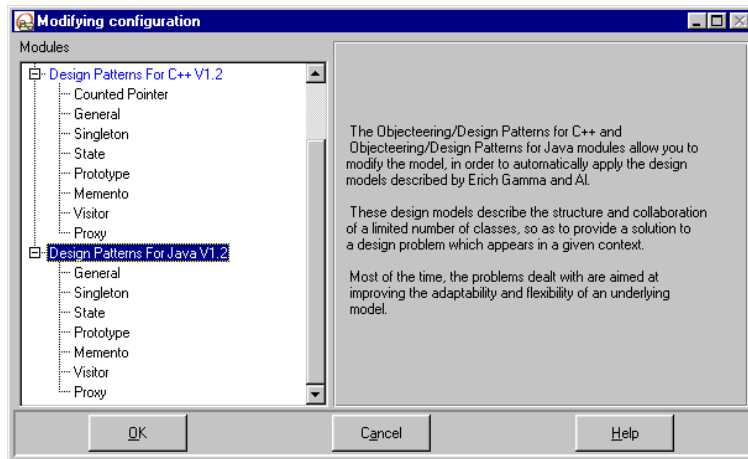 Modifying configuration
Modules
Design Patterns For C++ V1.2
Counted Pointer
General
Singleton
State
Prototype
Memento
Visitor
Proxy
Design Patterns For Java V1.2
General
Singleton
State
Prototype
Memento
Visitor
Proxy
The Objecteering/Design Patterns for C++ and
Objecteering/Design Patterns for Java modules allow you to
modify the model, in order to automatically apply the design
models described by Erich Gamma and Al.
These design models describe the structure and collaboration
of a limited number of classes, so as to provide a solution to
a design problem which appears in a given context.
Most of the time, the problems dealt with are aimed at
improving the adaptability and flexibility of an underlying
model.
OK
Cancel
Help